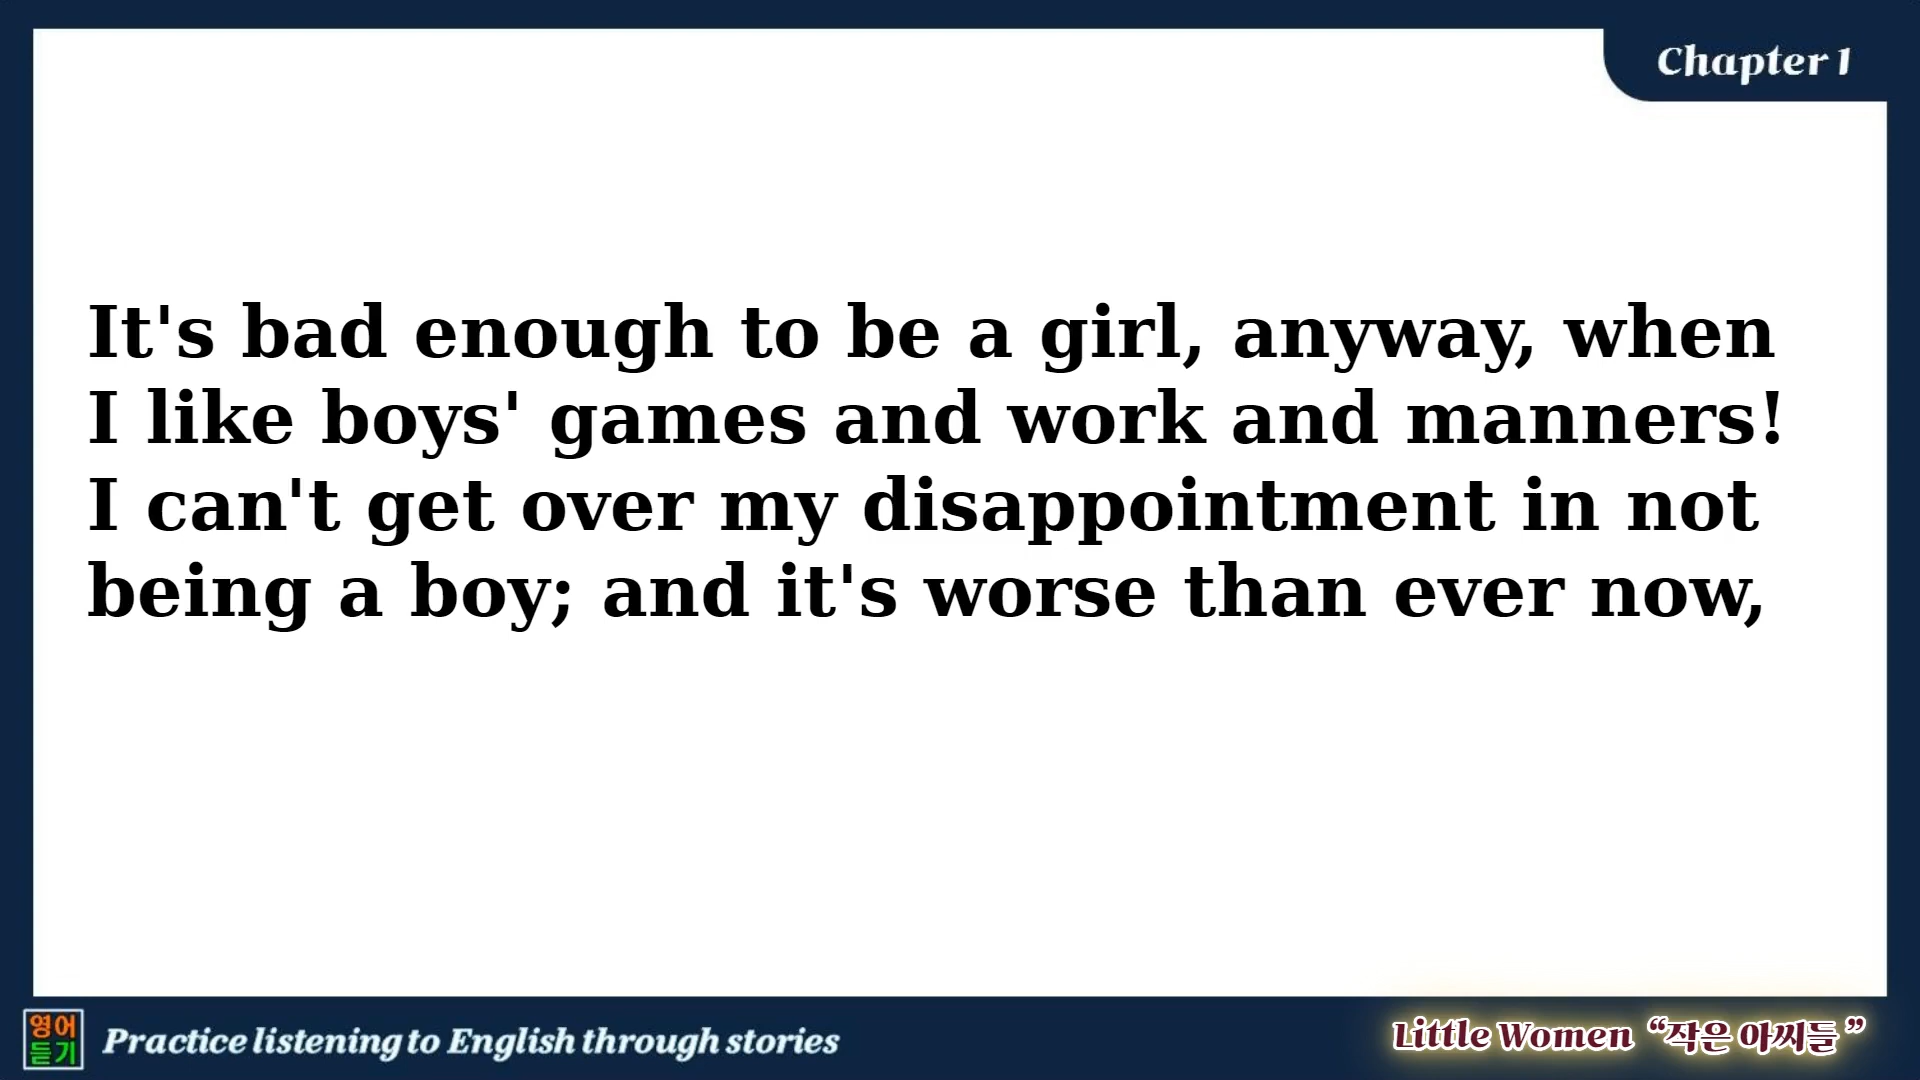 Chapter 1
It's bad enough to be a girl, anyway, when
I like boys' games and work and manners!
I can't get over my disappointment in not
being a boy; and it's worse than ever now,
영어
듣기
Practice listening to English through stories
Little Women “작은 아씨들”